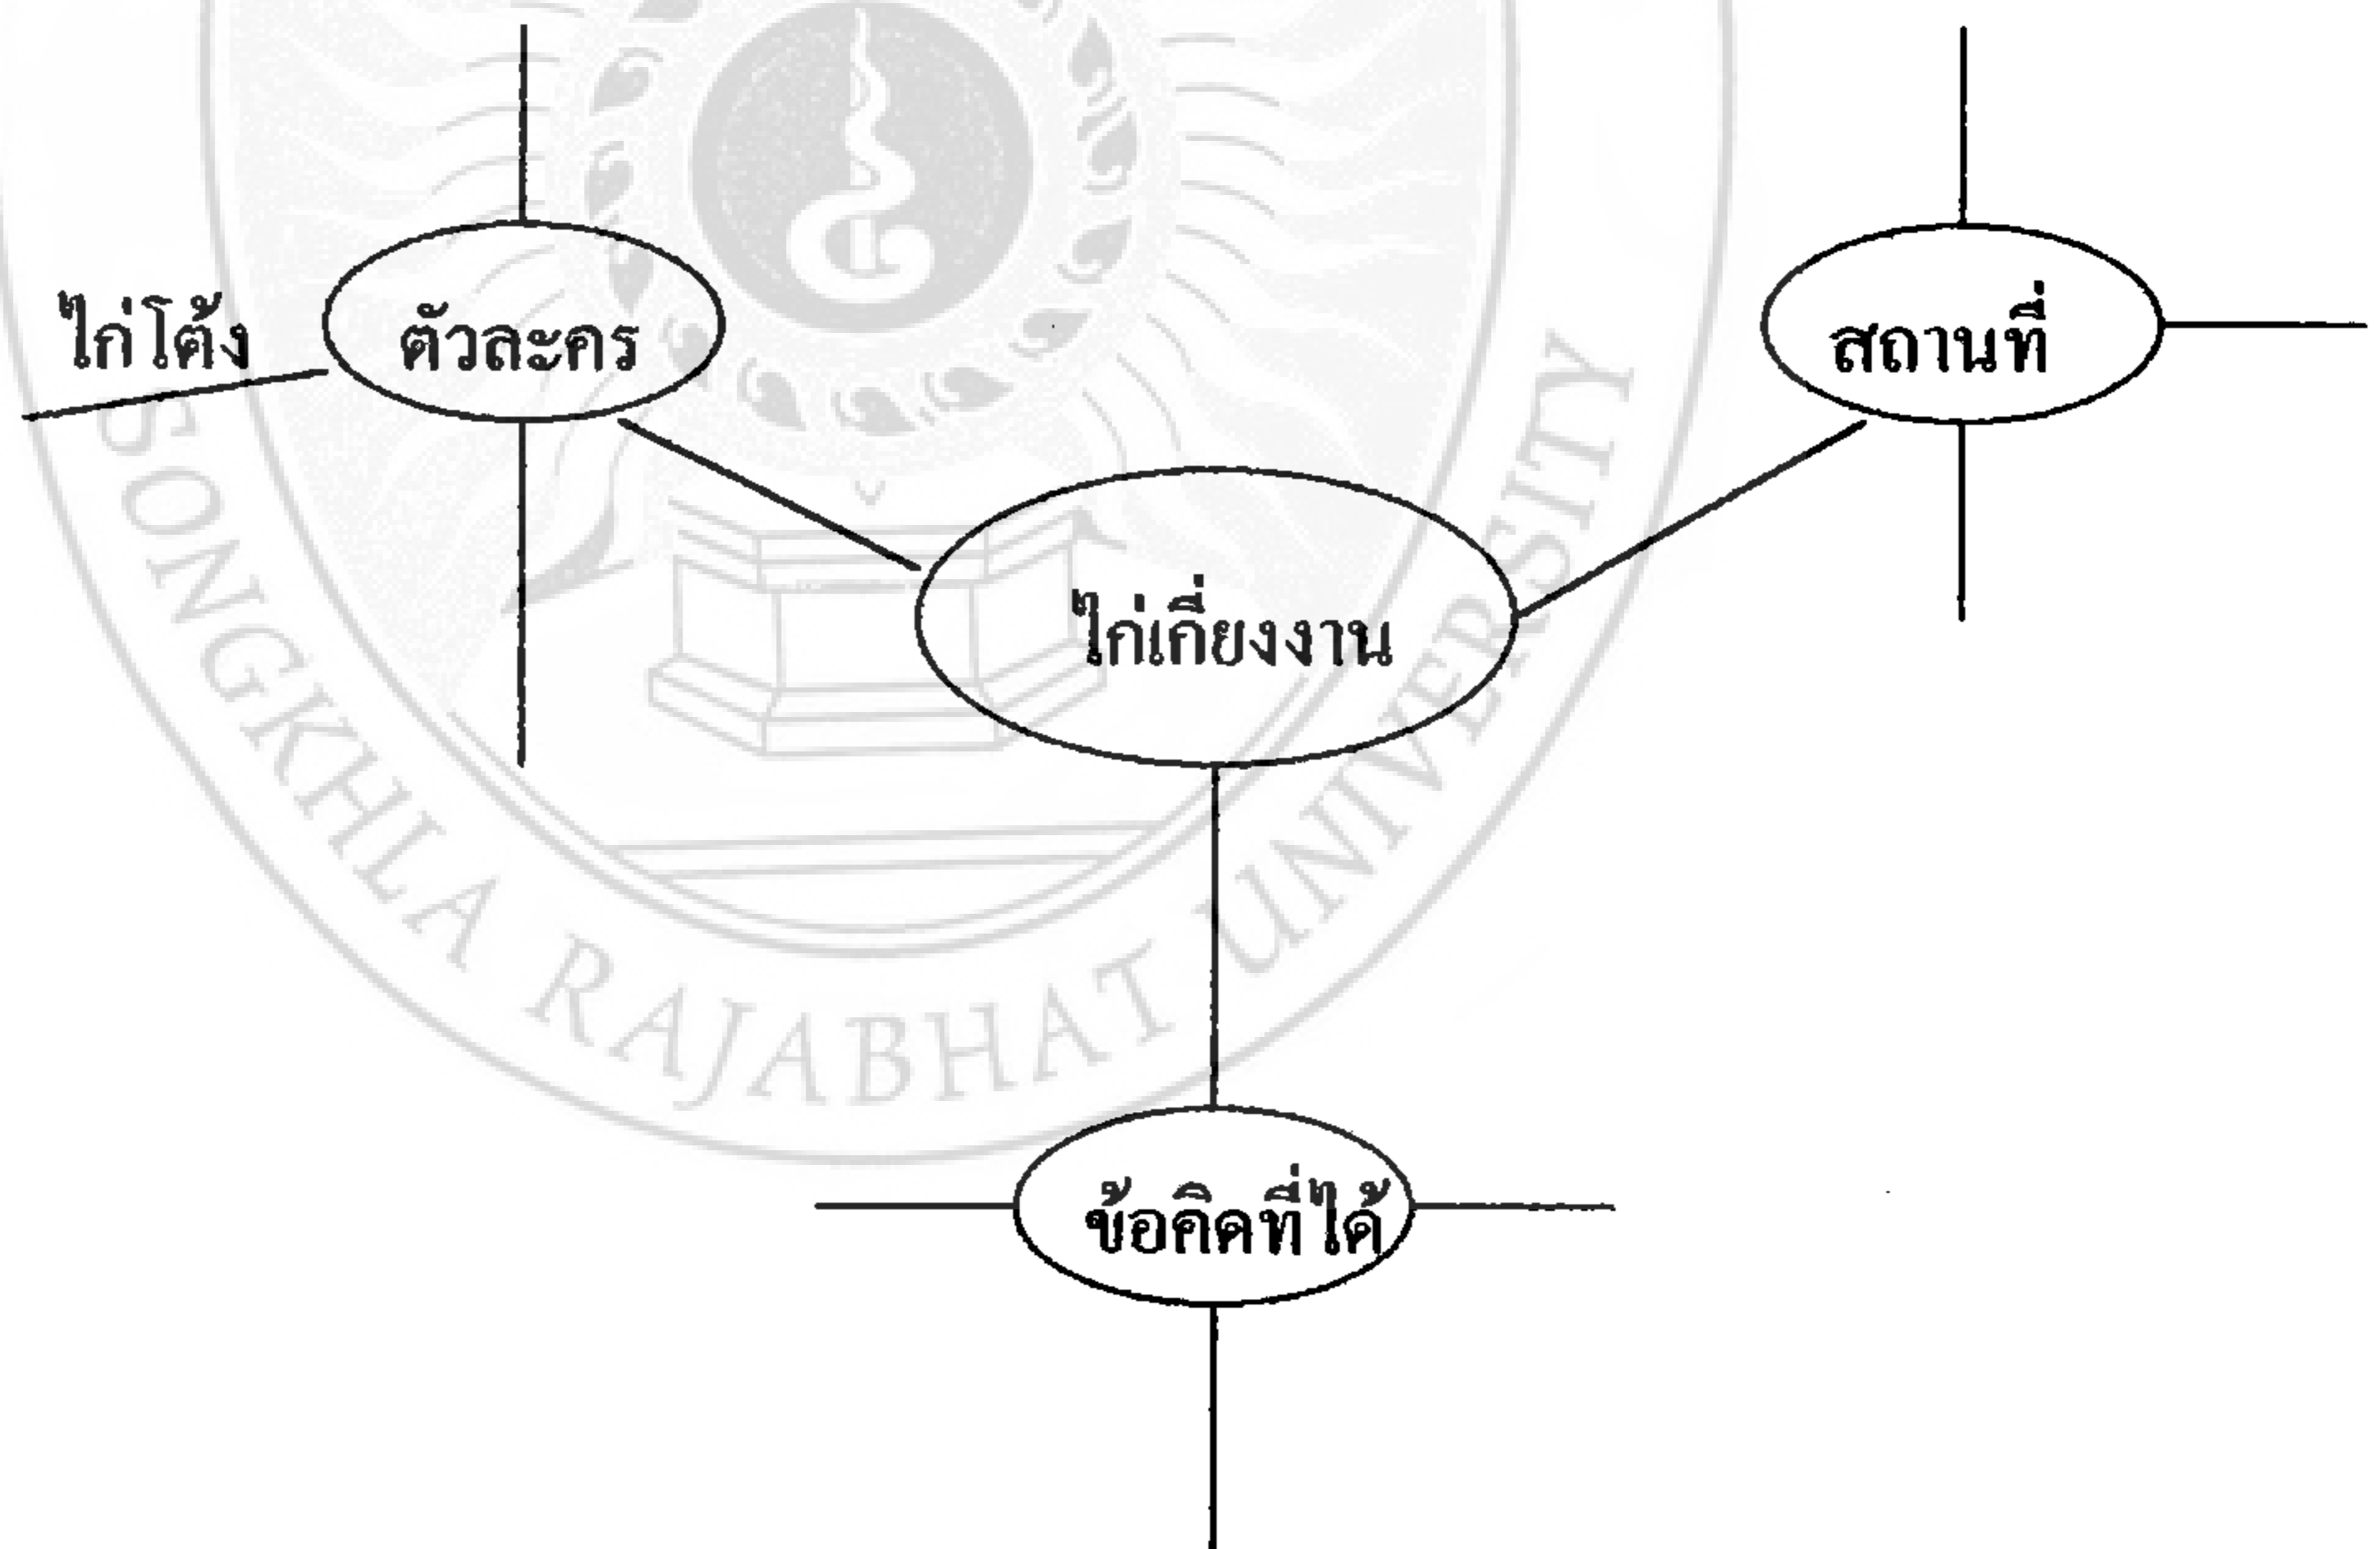 ไก่โต้ง
ตัวละคร
สถานที่
ไก่เกี่ยงงาน
ข้อคิดที่ได้
SONGKHLA RAJABHAT UNIVERSITY